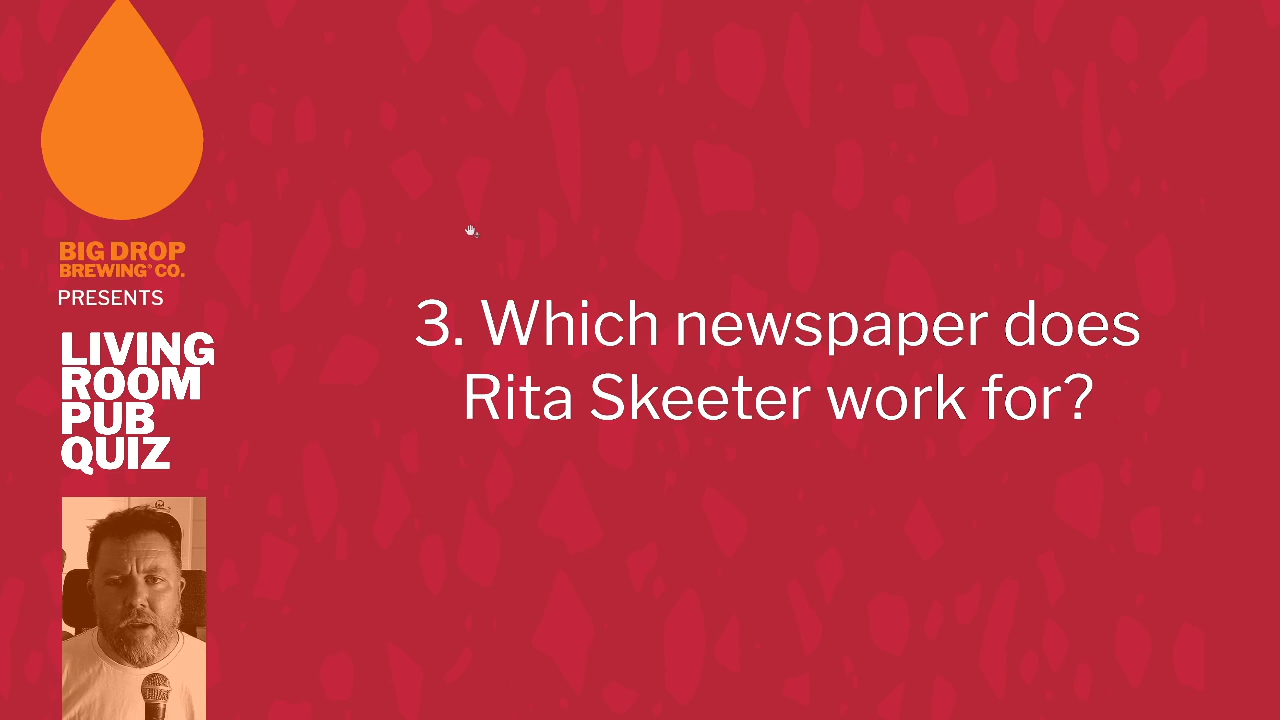 BIG DROP
BREWING® CO.
PRESENTS
LIVING
ROOM
PUB
QUIZ
3. Which newspaper does
Rita Skeeter work for?